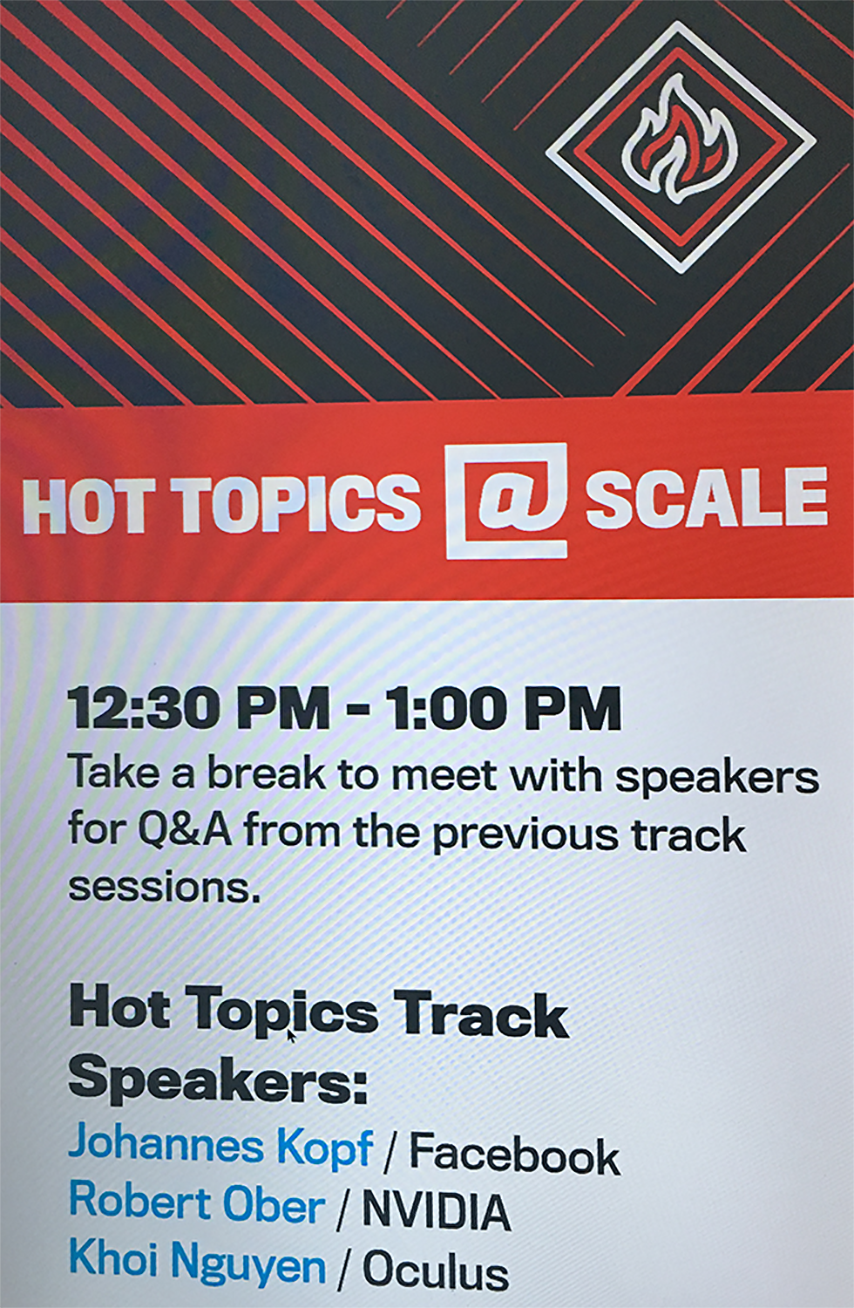 HOT TOPICS @ SCALE
12:30 PM - 1:00 PM
Take a break to meet with speakers
for Q&A from the previous track
sessions.
Hot Topics Track
Speakers:
Johannes Kopf / Facebook
Robert Ober / NVIDIA
Khoi Nguyen / Oculus